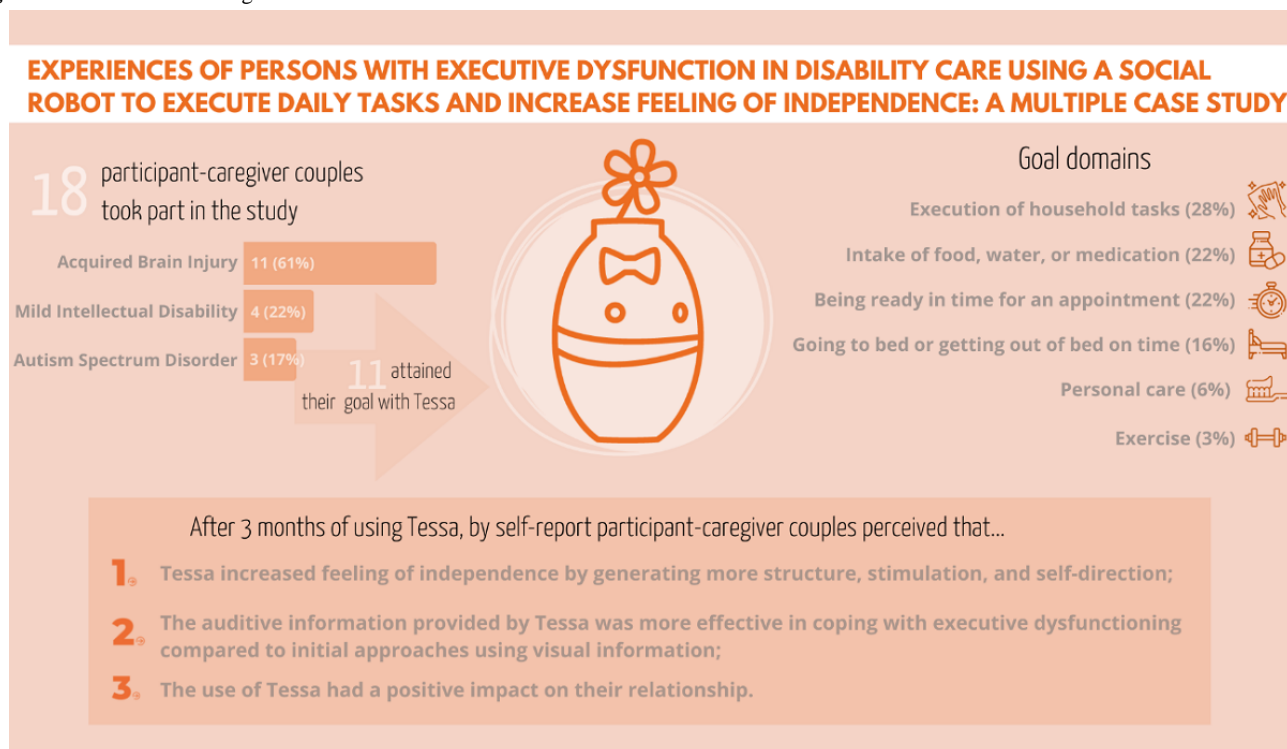 EXPERIENCES OF PERSONS WITH EXECUTIVE DYSFUNCTION IN DISABILITY CARE USING A SOCIAL
ROBOT TO EXECUTE DAILY TASKS AND INCREASE FEELING OF INDEPENDENCE: A MULTIPLE CASE STUDY
18 participant-caregiver couples
took part in the study
Acquired Brain Injury 11 (61%)
Mild Intellectual Disability 4 (22%)
Autism Spectrum Disorder 3 (17%)
11 attained
their goal with Tessa
Goal domains
Execution of household tasks (28%)
Intake of food, water, or medication (22%)
Being ready in time for an appointment (22%)
Going to bed or getting out of bed on time (16%)
Personal care (6%)
Exercise (3%)
After 3 months of using Tessa, by self-report participant-caregiver couples perceived that...
1. Tessa increased feeling of independence by generating more structure, stimulation, and self-direction;
2. The auditive information provided by Tessa was more effective in coping with executive dysfunctioning
compared to initial approaches using visual information;
3. The use of Tessa had a positive impact on their relationship.